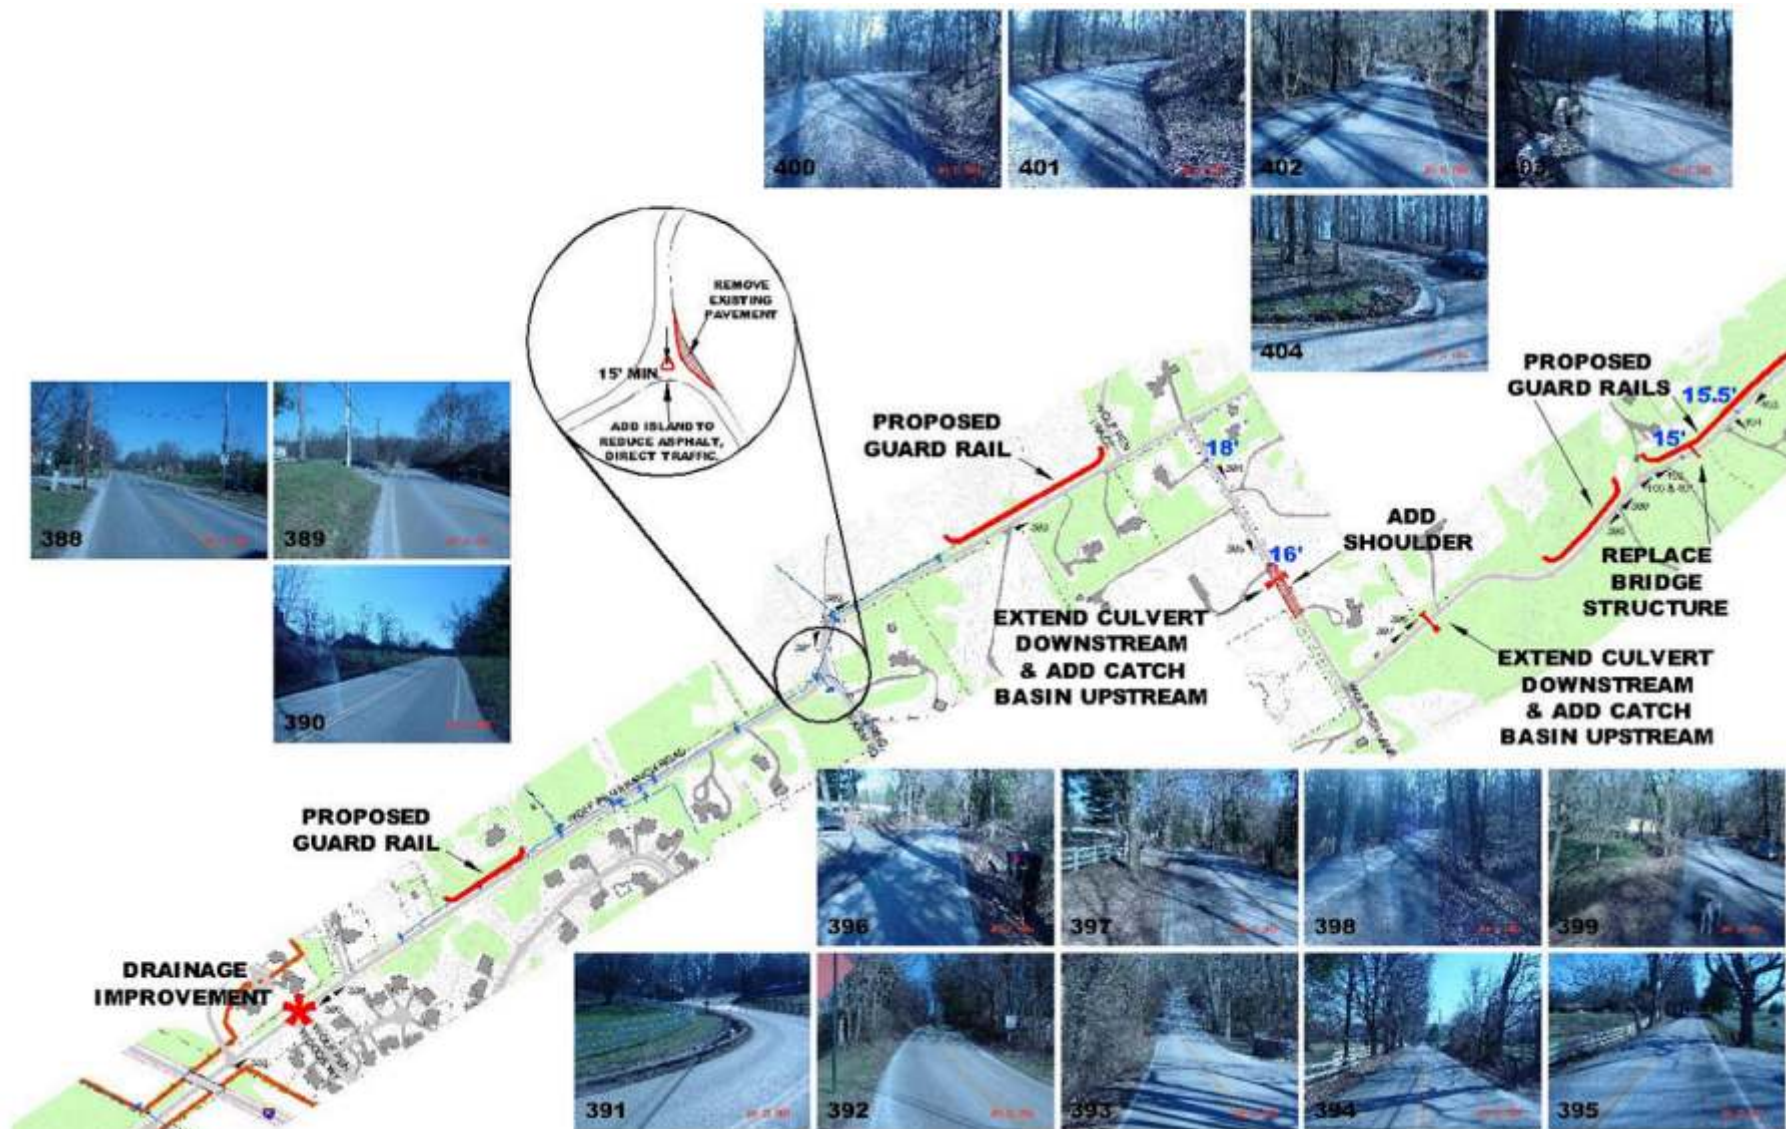 400
401
402
403
404
REMOVE
EXISTING
PAVEMENT
15' MIN
ADD ISLAND TO
REDUCE ASPHALT,
DIRECT TRAFFIC.
388
389
390
PROPOSED
GUARD RAIL
PROPOSED
GUARD RAILS
15.5'
15'
18'
16'
ADD
SHOULDER
REPLACE
BRIDGE
STRUCTURE
EXTEND CULVERT
DOWNSTREAM
& ADD CATCH
BASIN UPSTREAM
EXTEND CULVERT
DOWNSTREAM
& ADD CATCH
BASIN UPSTREAM
PROPOSED
GUARD RAIL
DRAINAGE
IMPROVEMENT
396
397
398
399
391
392
393
394
395